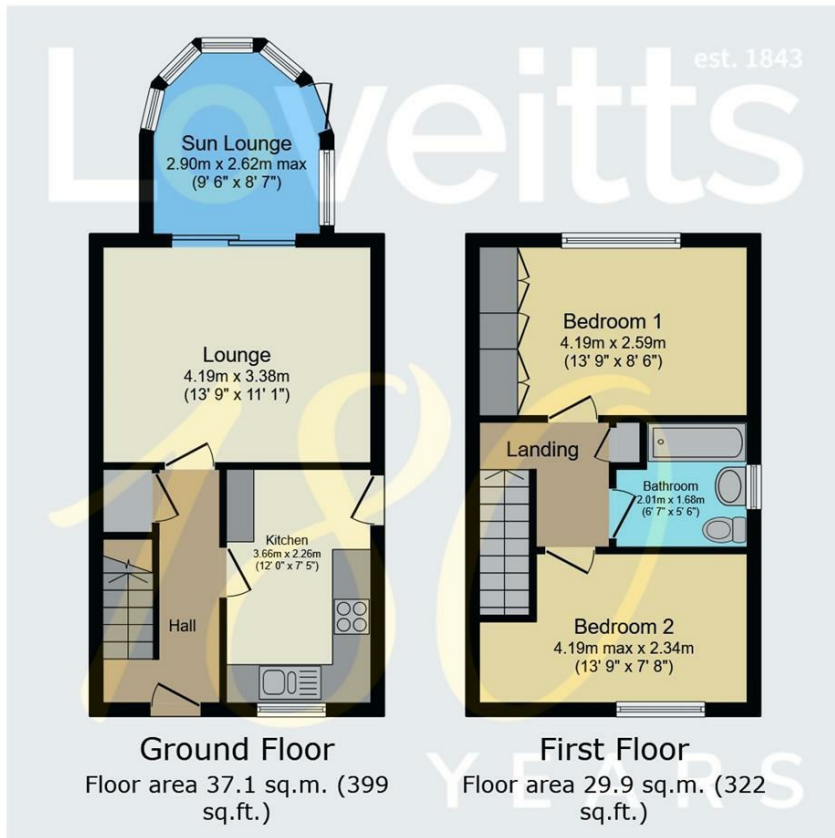 Loveitts
est. 1843
180
YEARS
Sun Lounge
2.90m x 2.62m max
(9' 6" x 8' 7")
Lounge
4.19m x 3.38m
(13' 9" x 11' 1")
Kitchen
3.66m x 2.26m
(12' 0" x 7' 5")
Hall
Ground Floor
Floor area 37.1 sq.m. (399
sq.ft.)
Bedroom 1
4.19m x 2.59m
(13' 9" x 8' 6")
Landing
Bathroom
2.01m x 1.68m
(6' 7" x 5' 6")
Bedroom 2
4.19m max x 2.34m
(13' 9" x 7' 8")
First Floor
Floor area 29.9 sq.m. (322
sq.ft.)